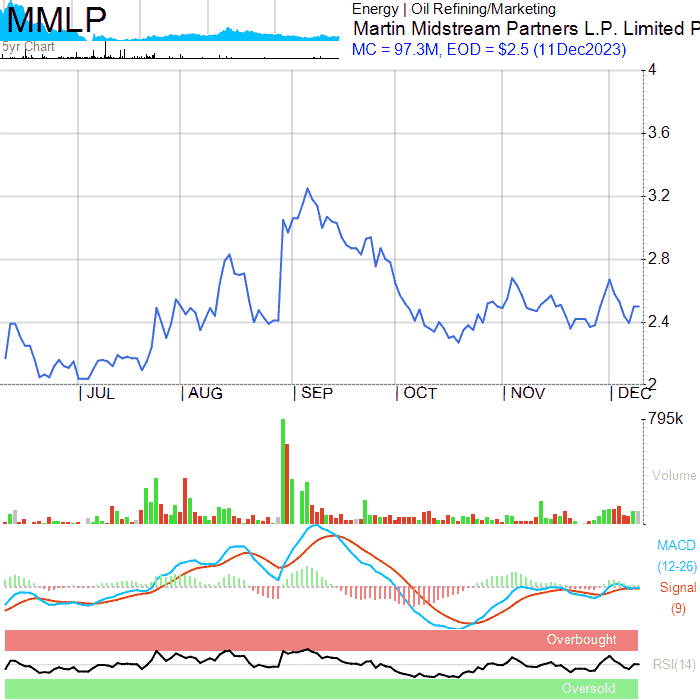 MMLP
5yr Chart
Energy | Oil Refining/Marketing
Martin Midstream Partners L.P. Limited P
MC = 97.3M, EOD = $2.5 (11Dec2023)
4
3.6
3.2
2.8
2.4
2
JUL
AUG
SEP
OCT
NOV
DEC
795k
Volume
MACD
(12-26)
Signal
(9)
Overbought
RSI(14)
Oversold